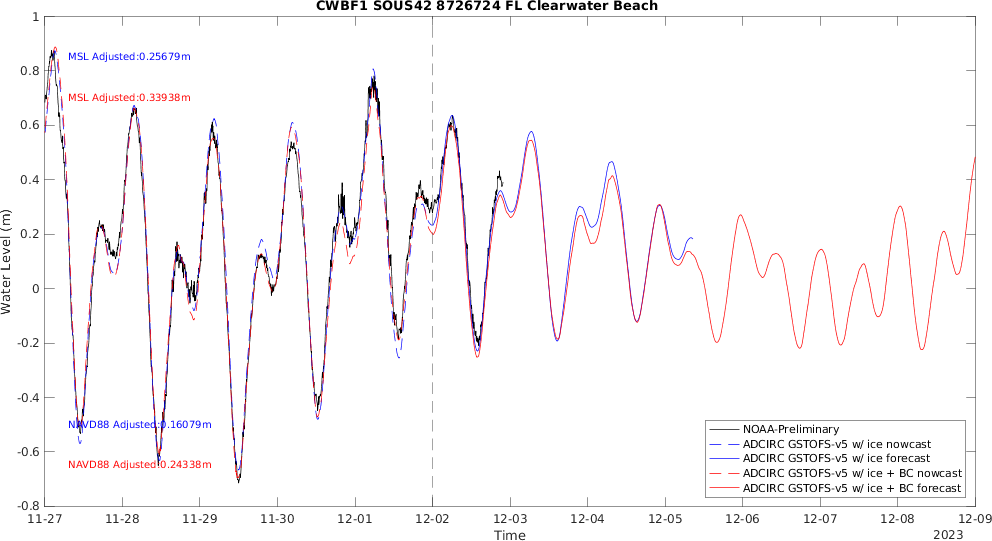 CWBF1 SOUS42 8726724 FL Clearwater Beach
1
0.8
0.6
0.4
0.2
0
-0.2
-0.4
-0.6
-0.8
Water Level (m)
MSL Adjusted:0.25679m
MSL Adjusted:0.33938m
NAVD88 Adjusted:0.16079m
NAVD88 Adjusted:0.24338m
NOAA-Preliminary
ADCIRC GSTOFS-v5 w/ ice nowcast
ADCIRC GSTOFS-v5 w/ ice forecast
ADCIRC GSTOFS-v5 w/ ice + BC nowcast
ADCIRC GSTOFS-v5 w/ ice + BC forecast
11-27 11-28 11-29 11-30 12-01 12-02 12-03 12-04 12-05 12-06 12-07 12-08 12-09
Time
2023